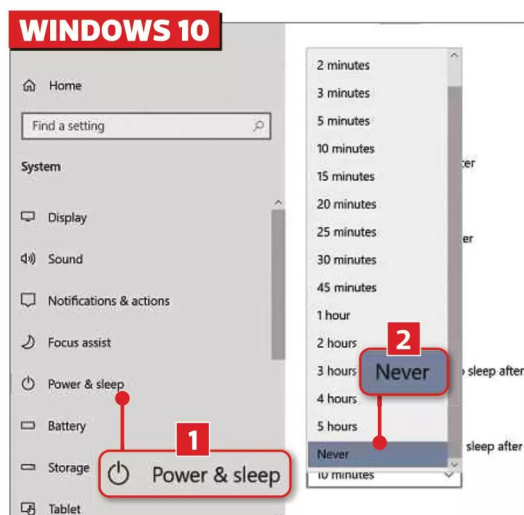 WINDOWS 10
Home
Find a setting
System
Display
Sound
Notifications & actions
Focus assist
Power & sleep
Battery
Storage
Tablet
1
Power & sleep
2 minutes
3 minutes
5 minutes
10 minutes
15 minutes
20 minutes
25 minutes
30 minutes
45 minutes
1 hour
2 hours
3 hours
4 hours
5 hours
Never
10 minutes
2
Never
er
sleep after
sleep after